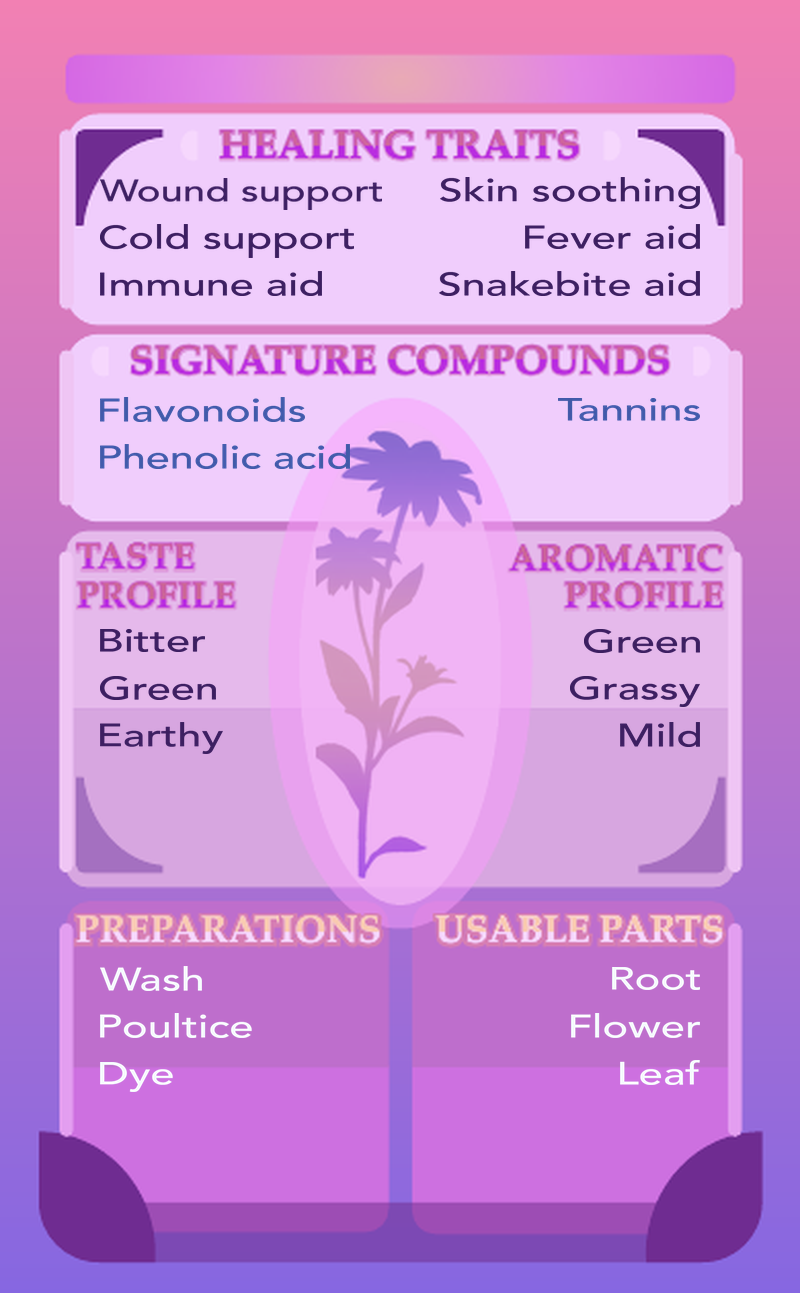 HEALING TRAITS
Wound support Skin soothing
Cold support Fever aid
Immune aid Snakebite aid
SIGNATURE COMPOUNDS
Flavonoids Tannins
Phenolic acid
TASTE
PROFILE
Bitter
Green
Earthy
AROMATIC
PROFILE
Green
Grassy
Mild
PREPARATIONS
Wash
Poultice
Dye
USABLE PARTS
Root
Flower
Leaf